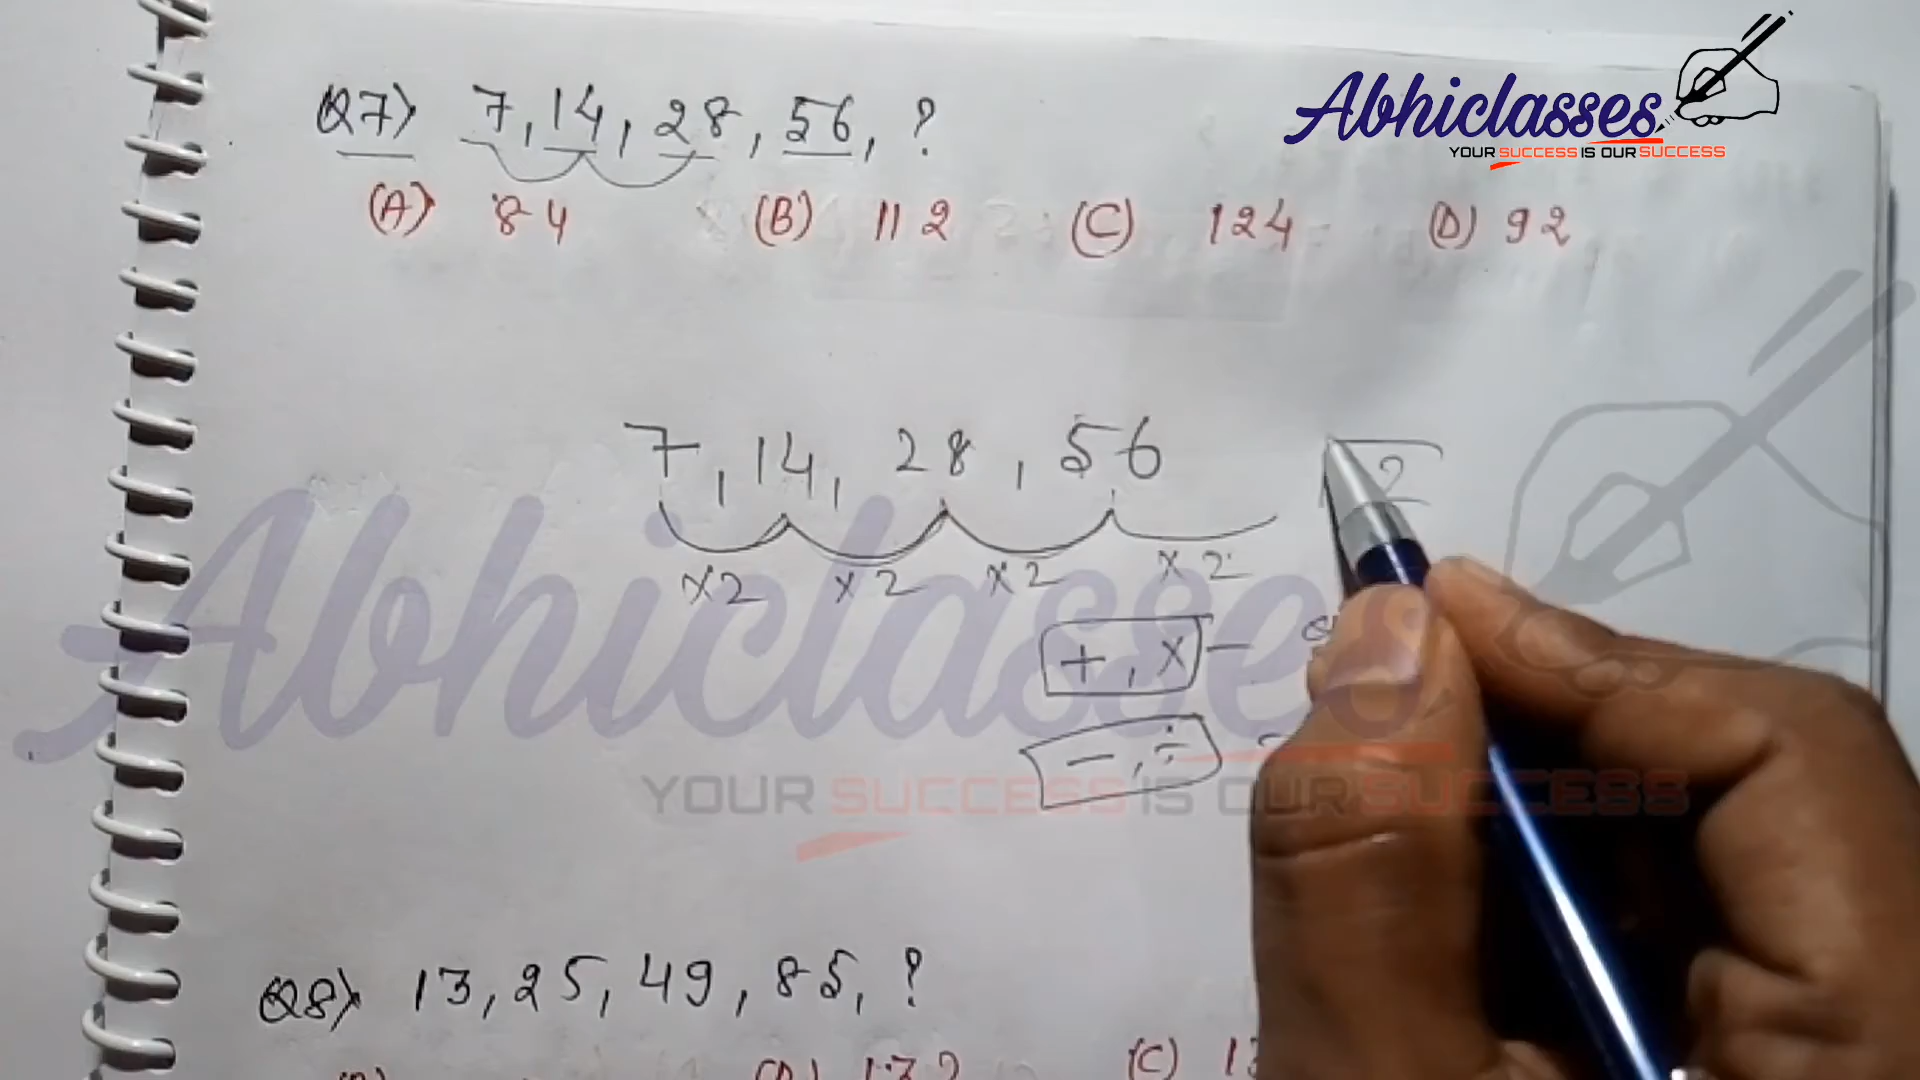 Abhiclasses
YOUR SUCCESS IS OUR SUCCESS
Q7) 7, 14, 28, 56, ?
(A) 84 (B) 112 (C) 124 (D) 92
7, 14, 28, 56
2
×2 ×2 ×2 ×2
+, × -
-, ÷
Abhiclasses
YOUR SUCCESS IS OUR SUCCESS
Q8) 13, 25, 49, 85, ?
(C)